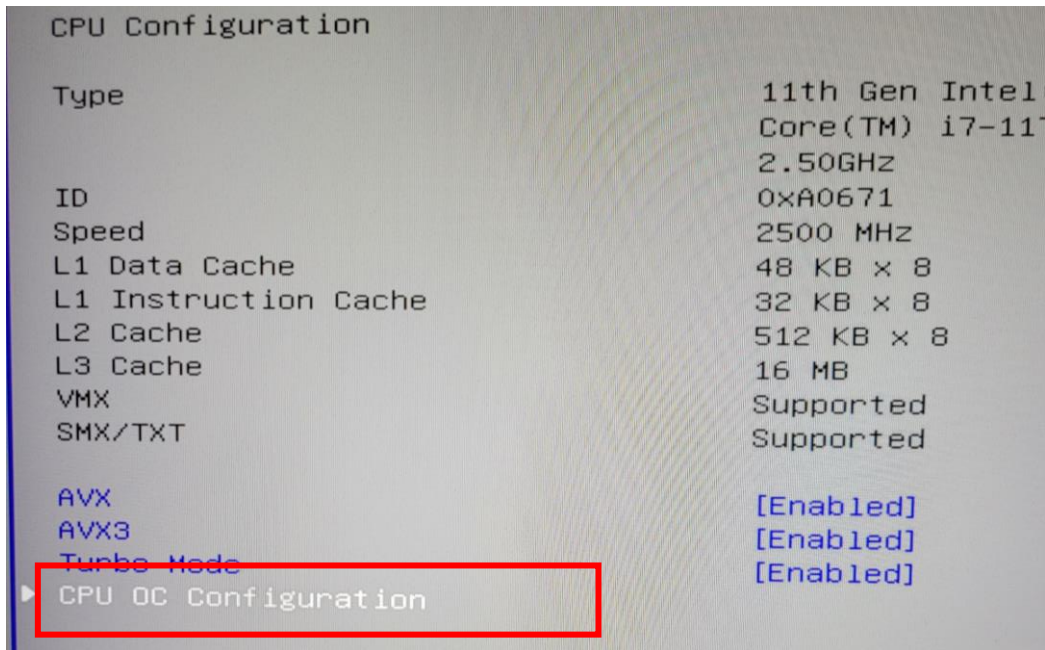 CPU Configuration
Type 11th Gen Intel
Core(TM) i7-11
2.50GHz
ID 0xA0671
Speed 2500 MHz
L1 Data Cache 48 KB x 8
L1 Instruction Cache 32 KB x 8
L2 Cache 512 KB x 8
L3 Cache 16 MB
VMX Supported
SMX/TXT Supported
AVX [Enabled]
AVX3 [Enabled]
Turbo Mode [Enabled]
CPU OC Configuration